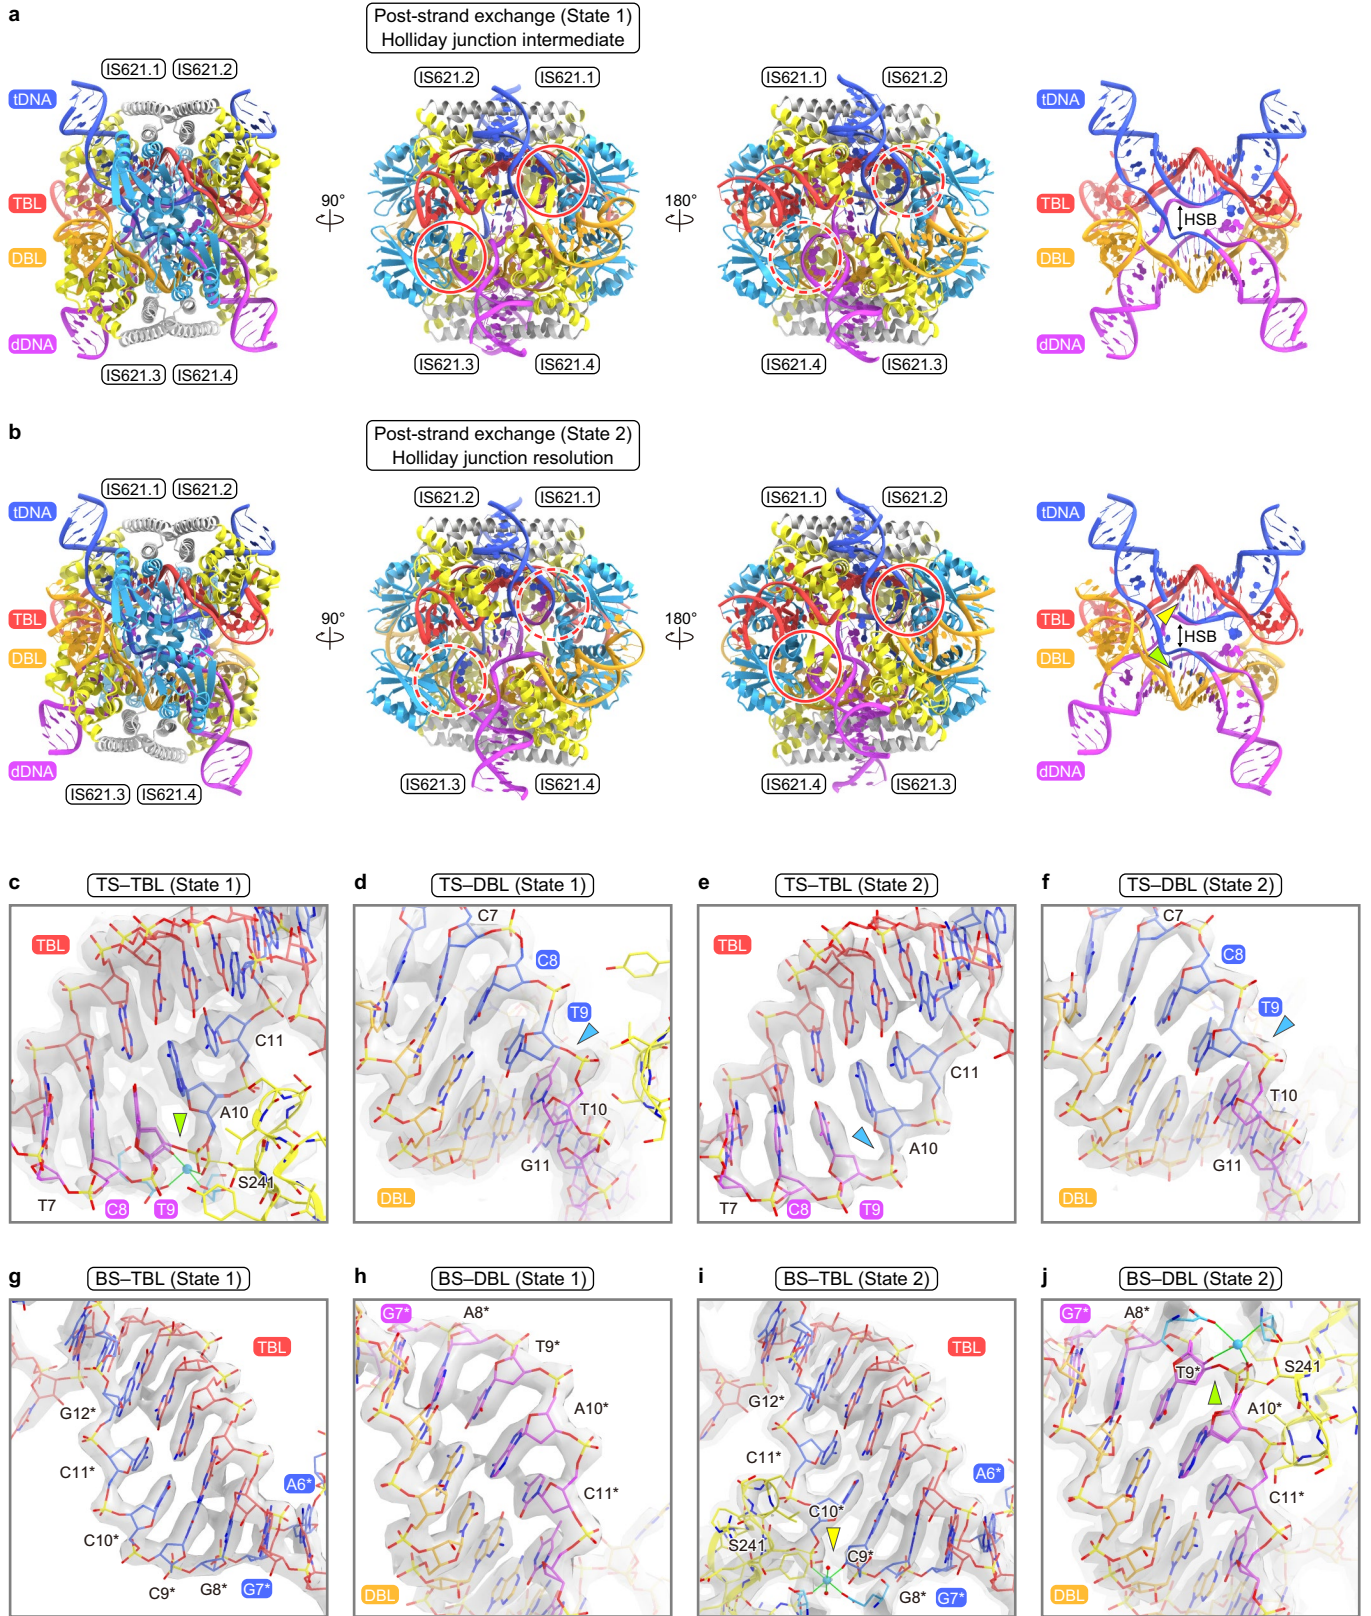 a
Post-strand exchange (State 1)
Holliday junction intermediate
IS621.1 IS621.2
IS621.2 IS621.1
IS621.1 IS621.2
tDNA
TBL
DBL
dDNA
90°
180°
tDNA
TBL
HSB
DBL
dDNA
IS621.3 IS621.4
IS621.3 IS621.4
IS621.4 IS621.3
b
Post-strand exchange (State 2)
Holliday junction resolution
IS621.1 IS621.2
IS621.2 IS621.1
IS621.1 IS621.2
tDNA
TBL
DBL
dDNA
90°
180°
tDNA
TBL
HSB
DBL
dDNA
IS621.3 IS621.4
IS621.3 IS621.4
IS621.4 IS621.3
c TS–TBL (State 1)
TBL
C11
A10
S241
T7 C8 T9
d TS–DBL (State 1)
C7
C8
T9
T10
G11
DBL
e TS–TBL (State 2)
TBL
C11
A10
T7 C8 T9
f TS–DBL (State 2)
C7
C8
T9
T10
G11
DBL
g BS–TBL (State 1)
TBL
G12*
C11*
A6*
C10*
C9* G8* G7*
h BS–DBL (State 1)
G7* A8*
T9*
A10*
C11*
DBL
i BS–TBL (State 2)
TBL
G12*
C11*
A6*
C10*
S241
C9*
G8* G7*
j BS–DBL (State 2)
G7* A8*
T9* S241
A10*
C11*
DBL